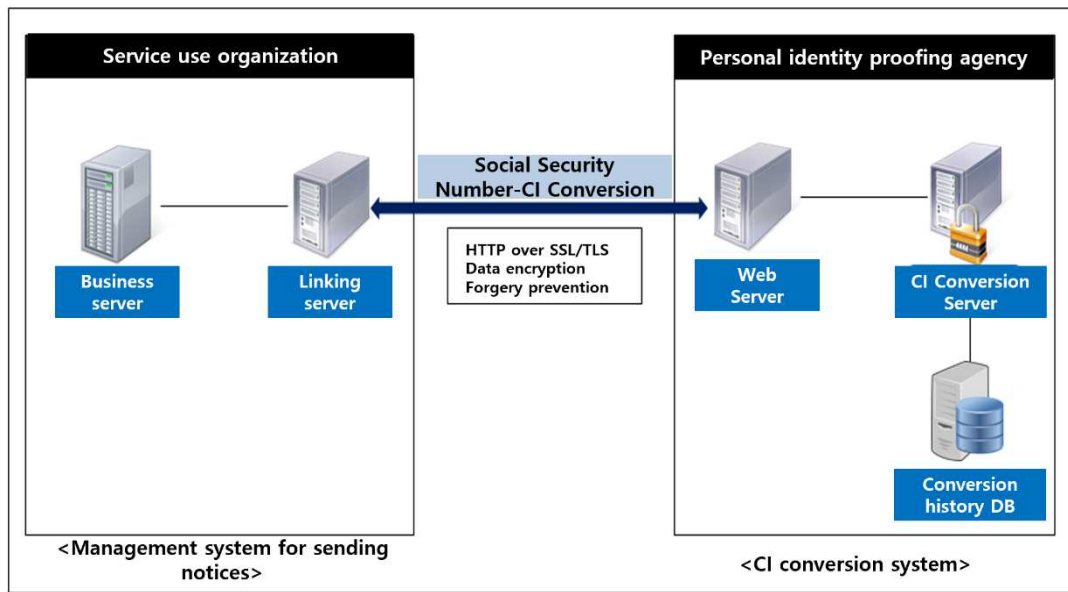 Service use organization
Personal identity proofing agency
Social Security
Number-CI Conversion
HTTP over SSL/TLS
Data encryption
Forgery prevention
Business
server
Linking
server
Web
Server
CI Conversion
Server
Conversion
history DB
<Management system for sending
notices>
<CI conversion system>